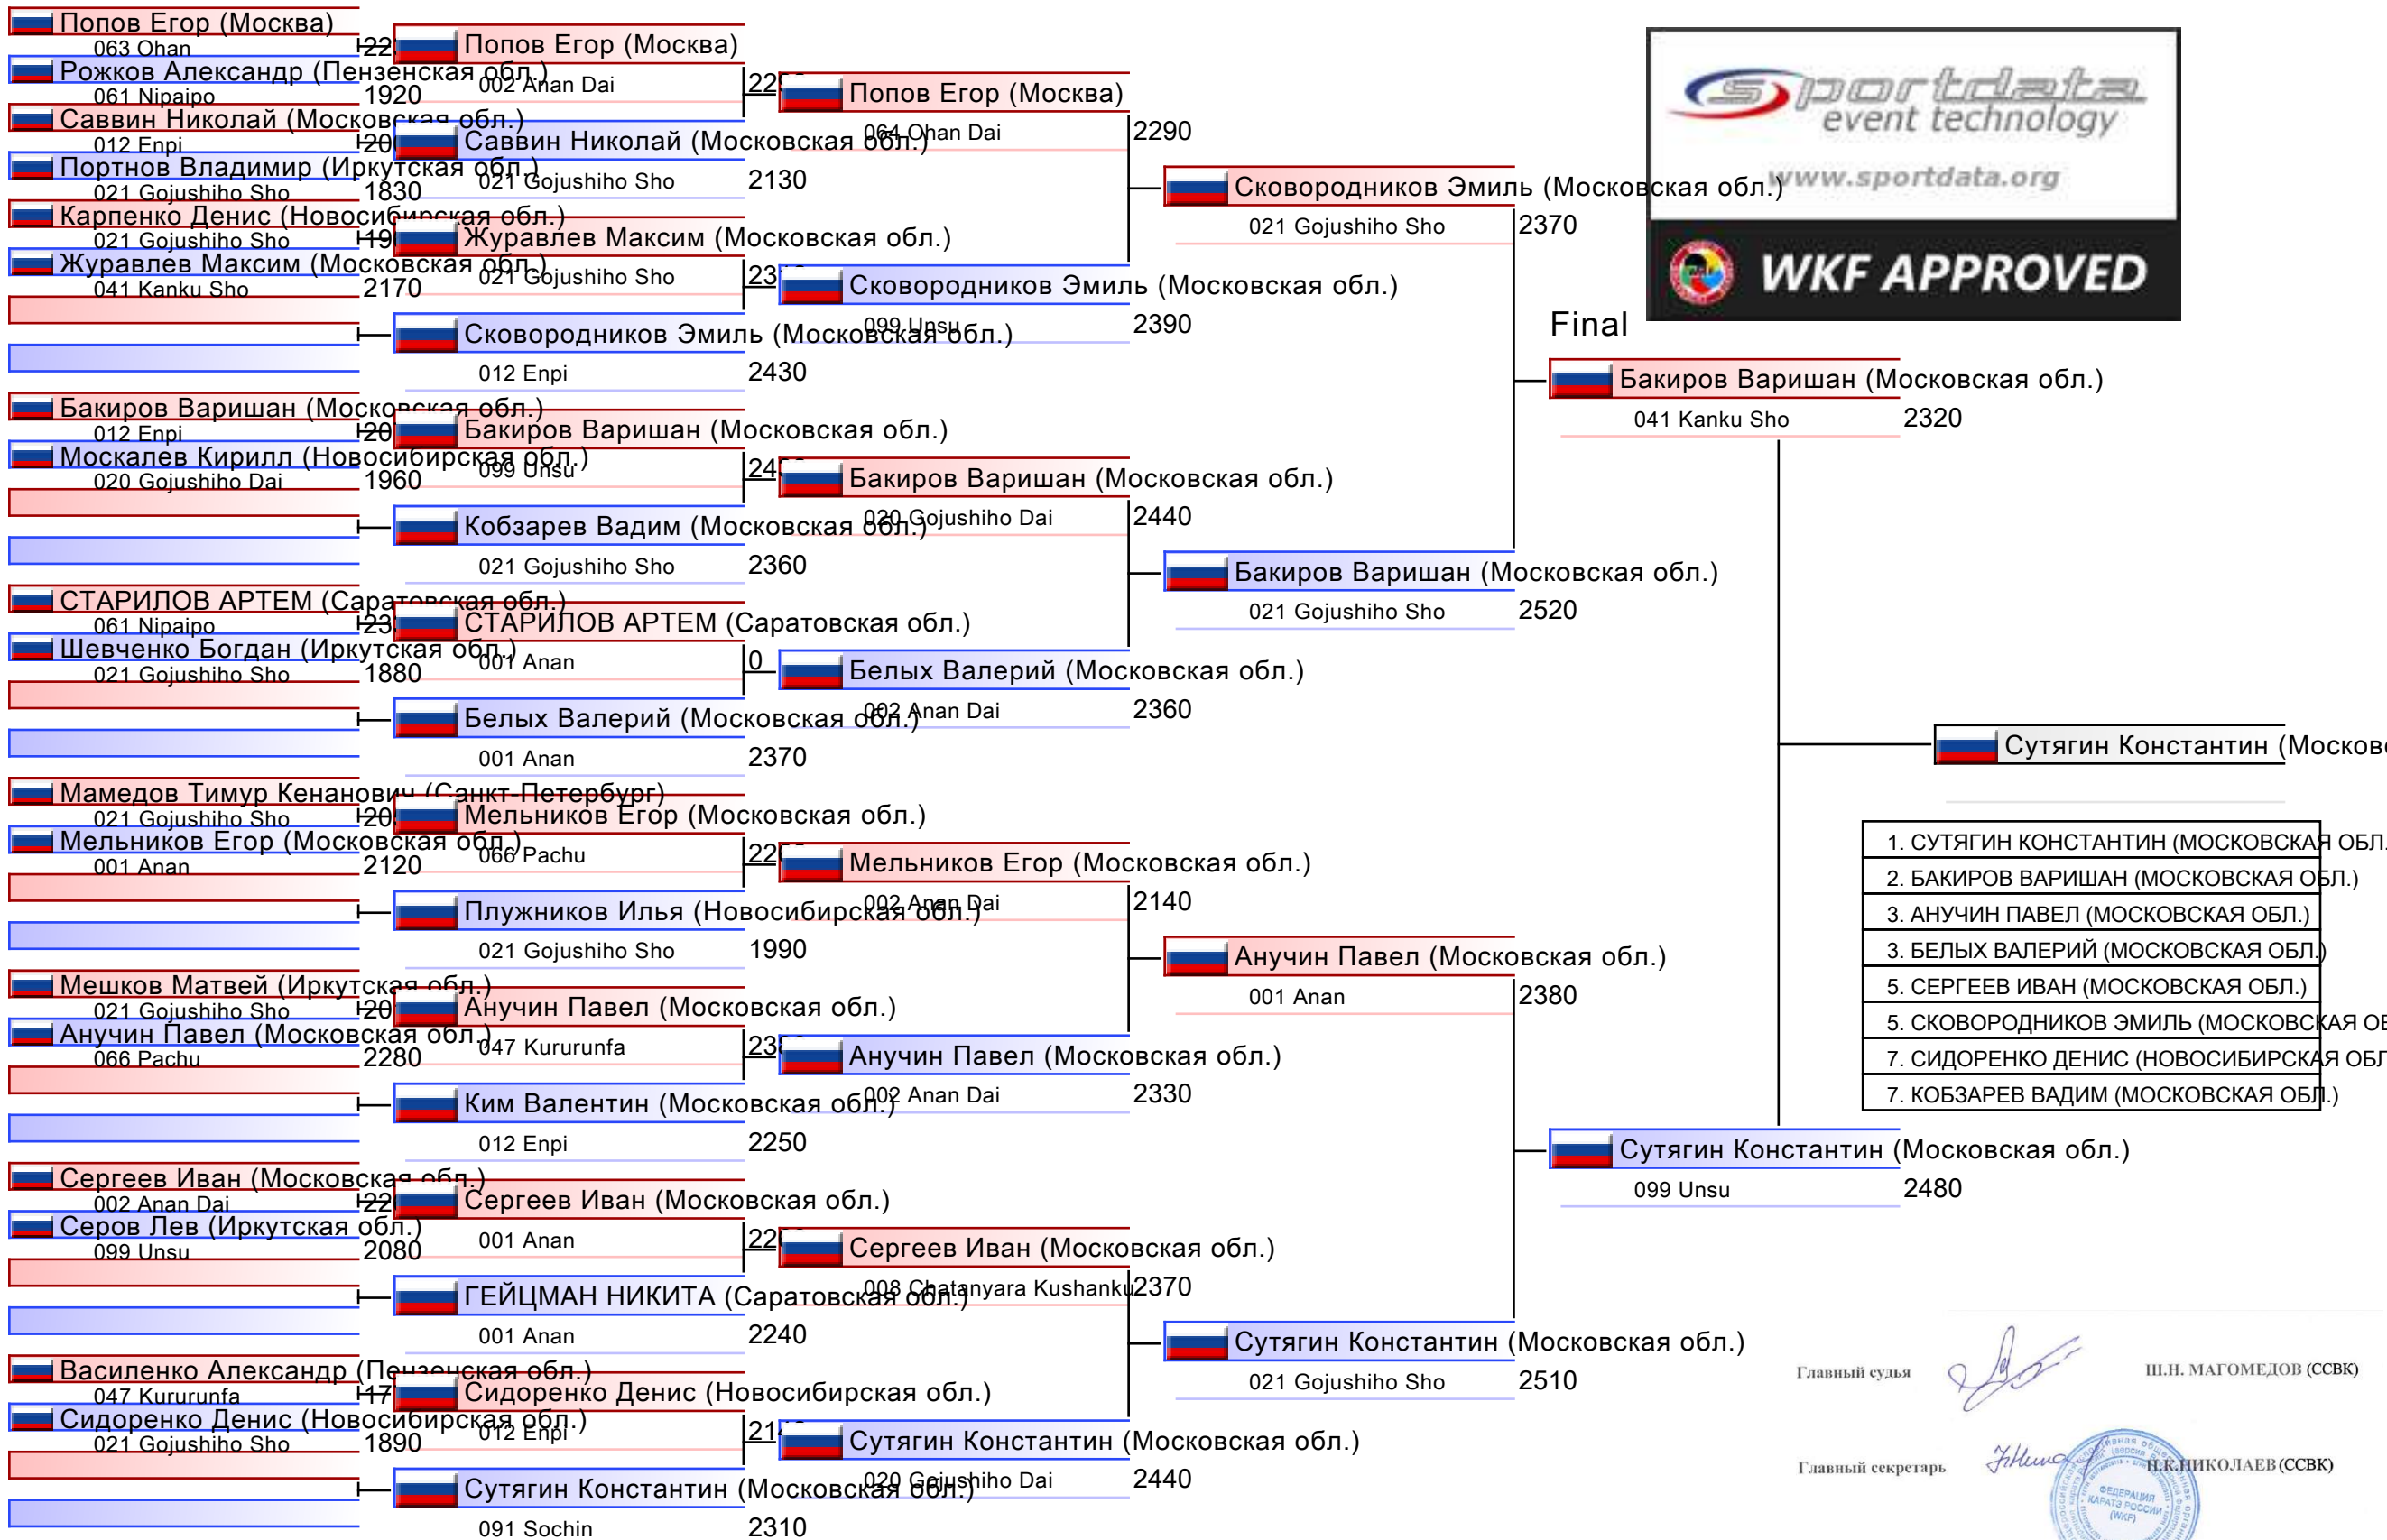 Попов Егор (Москва)
063 Ohan
22
Рожков Александр (Пензенская обл.)
061 Nipaipo
1920
Саввин Николай (Московская обл.)
012 Enpi
20
Портнов Владимир (Иркутская обл.)
021 Gojushiho Sho
1830
Карпенко Денис (Новосибирская обл.)
021 Gojushiho Sho
19
Журавлев Максим (Московская обл.)
041 Kanku Sho
2170
Бакиров Варишан (Московская обл.)
012 Enpi
20
Москалев Кирилл (Новосибирская обл.)
020 Gojushiho Dai
1960
СТАРИЛОВ АРТЕМ (Саратовская обл.)
061 Nipaipo
23
Шевченко Богдан (Иркутская обл.)
021 Gojushiho Sho
1880
Мамедов Тимур Кенанович (Санкт-Петербург)
021 Gojushiho Sho
20
Мельников Егор (Московская обл.)
001 Anan
2120
Мешков Матвей (Иркутская обл.)
021 Gojushiho Sho
20
Анучин Павел (Московская обл.)
066 Pachu
2280
Сергеев Иван (Московская обл.)
002 Anan Dai
22
Серов Лев (Иркутская обл.)
099 Unsu
2080
Василенко Александр (Пензенская обл.)
047 Kururunfa
17
Сидоренко Денис (Новосибирская обл.)
021 Gojushiho Sho
1890
Попов Егор (Москва)
002 Anan Dai
22
Саввин Николай (Московская обл.)
021 Gojushiho Sho
2130
Журавлев Максим (Московская обл.)
021 Gojushiho Sho
23
Сковородников Эмиль (Московская обл.)
012 Enpi
2430
Бакиров Варишан (Московская обл.)
099 Unsu
24
Кобзарев Вадим (Московская обл.)
021 Gojushiho Sho
2360
СТАРИЛОВ АРТЕМ (Саратовская обл.)
001 Anan
0
Белых Валерий (Московская обл.)
001 Anan
2370
Мельников Егор (Московская обл.)
066 Pachu
22
Плужников Илья (Новосибирская обл.)
021 Gojushiho Sho
1990
Анучин Павел (Московская обл.)
047 Kururunfa
23
Ким Валентин (Московская обл.)
012 Enpi
2250
Сергеев Иван (Московская обл.)
001 Anan
22
ГЕЙЦМАН НИКИТА (Саратовская обл.)
001 Anan
2240
Сидоренко Денис (Новосибирская обл.)
012 Enpi
21
Сутягин Константин (Московская обл.)
091 Sochin
2310
Попов Егор (Москва)
064 Ohan Dai
2290
Сковородников Эмиль (Московская обл.)
099 Unsu
2390
Бакиров Варишан (Московская обл.)
020 Gojushiho Dai
2440
Белых Валерий (Московская обл.)
002 Anan Dai
2360
Мельников Егор (Московская обл.)
002 Anan Dai
2140
Анучин Павел (Московская обл.)
002 Anan Dai
2330
Сергеев Иван (Московская обл.)
008 Chatanyara Kushanku
2370
Сутягин Константин (Московская обл.)
020 Gojushiho Dai
2440
Сковородников Эмиль (Московская обл.)
021 Gojushiho Sho
2370
Бакиров Варишан (Московская обл.)
021 Gojushiho Sho
2520
Анучин Павел (Московская обл.)
001 Anan
2380
Сутягин Константин (Московская обл.)
021 Gojushiho Sho
2510
Final
Бакиров Варишан (Московская обл.)
041 Kanku Sho
2320
Сутягин Константин (Московская обл.)
099 Unsu
2480
sportdata
event technology
www.sportdata.org
WKF APPROVED
Сутягин Константин (Москов
1. СУТЯГИН КОНСТАНТИН (МОСКОВСКАЯ ОБЛ.
2. БАКИРОВ ВАРИШАН (МОСКОВСКАЯ ОБЛ.)
3. АНУЧИН ПАВЕЛ (МОСКОВСКАЯ ОБЛ.)
3. БЕЛЫХ ВАЛЕРИЙ (МОСКОВСКАЯ ОБЛ.)
5. СЕРГЕЕВ ИВАН (МОСКОВСКАЯ ОБЛ.)
5. СКОВОРОДНИКОВ ЭМИЛЬ (МОСКОВСКАЯ ОБ
7. СИДОРЕНКО ДЕНИС (НОВОСИБИРСКАЯ ОБЛ
7. КОБЗАРЕВ ВАДИМ (МОСКОВСКАЯ ОБЛ.)
Главный судья
Ш.Н. МАГОМЕДОВ (ССВК)
Главный секретарь
Н.К.НИКОЛАЕВ (ССВК)
ФЕДЕРАЦИЯ
КАРАТЭ РОССИИ
(WKF)